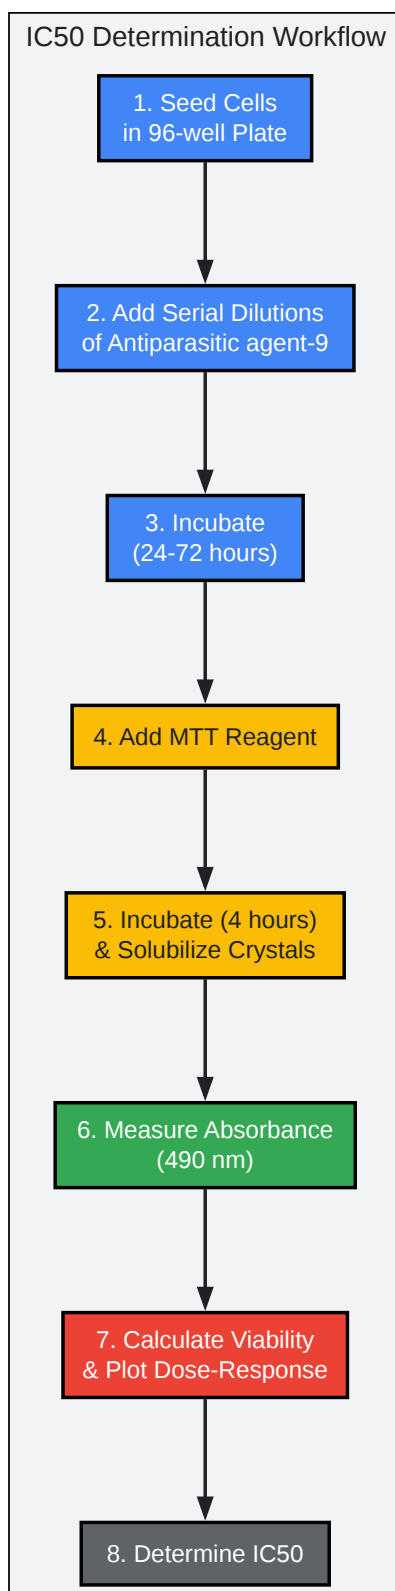 IC50 Determination Workflow
1. Seed Cells
in 96-well Plate
2. Add Serial Dilutions
of Antiparasitic agent-9
3. Incubate
(24-72 hours)
4. Add MTT Reagent
5. Incubate (4 hours)
& Solubilize Crystals
6. Measure Absorbance
(490 nm)
7. Calculate Viability
& Plot Dose-Response
8. Determine IC50